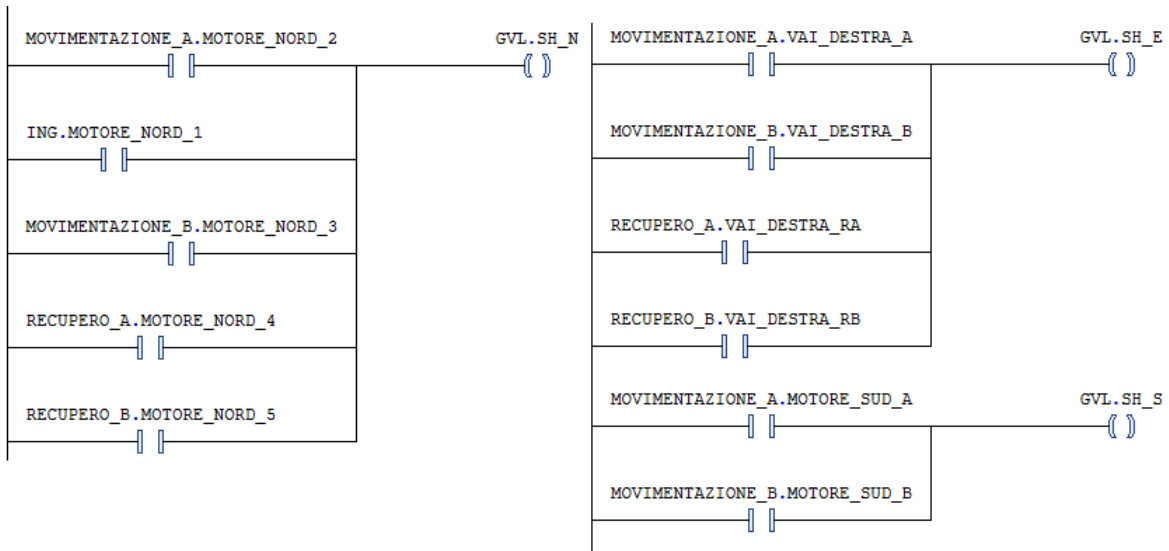 MOVIMENTAZIONE_A.MOTORE_NORD_2 GVL.SH_N
ING.MOTORE_NORD_1
MOVIMENTAZIONE_B.MOTORE_NORD_3
RECUPERO_A.MOTORE_NORD_4
RECUPERO_B.MOTORE_NORD_5
MOVIMENTAZIONE_A.VAI_DESTRA_A GVL.SH_E
MOVIMENTAZIONE_B.VAI_DESTRA_B
RECUPERO_A.VAI_DESTRA_RA
RECUPERO_B.VAI_DESTRA_RB
MOVIMENTAZIONE_A.MOTORE_SUD_A GVL.SH_S
MOVIMENTAZIONE_B.MOTORE_SUD_B